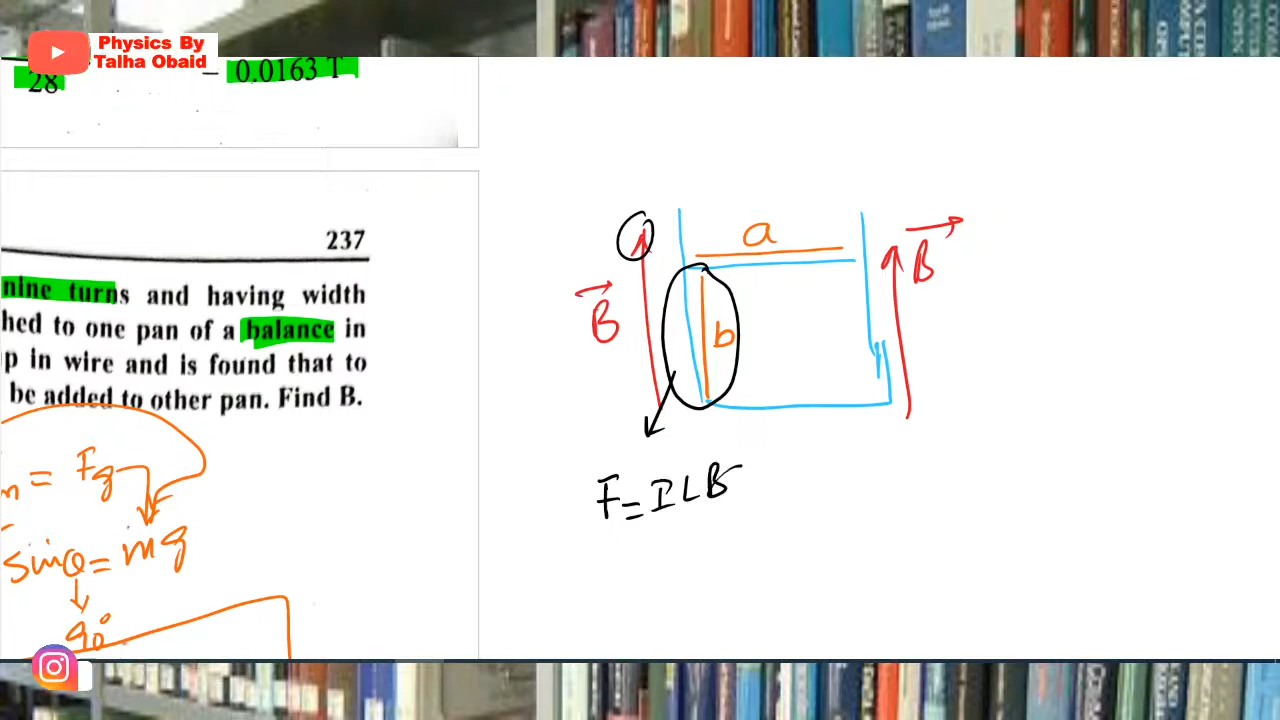 Physics By
Talha Obaid
28
= 0.0163 T
237
nine turns and having width
hed to one pan of a balance in
p in wire and is found that to
be added to other pan. Find B.
m = Fg
sinθ = mg
90°
a
b
B
B
F = ILB